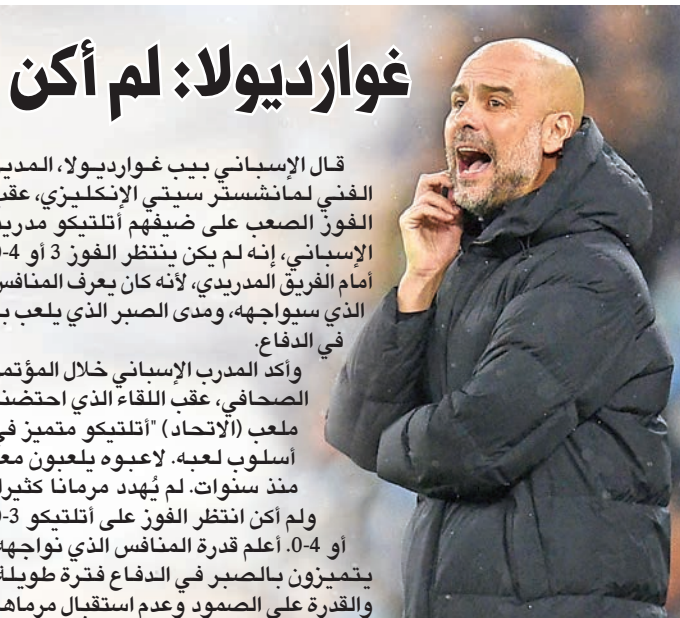 غوارديولا: لم أكن
قال الإسباني بيب غوارديولا، المدير
الفني لمانشستر سيتي الإنكليزي، عقب
الفوز الصعب على ضيفهم أتلتيكو مدريد
الإسباني، إنه لم يكن ينتظر الفوز 3 أو 4-0
أمام الفريق المدريدي، لأنه كان يعرف المنافس
الذي سيواجهه، ومدى الصبر الذي يلعب به
في الدفاع.
وأكد المدرب الإسباني خلال المؤتمر
الصحافي، عقب اللقاء الذي احتضنه
ملعب (الاتحاد) "أتلتيكو متميز في
أسلوب لعبه. لاعبوه يلعبون معا
منذ سنوات. لم يُهدد مرمانا كثيرا
ولم أكن انتظر الفوز على أتلتيكو 3-0
أو 4-0. أعلم قدرة المنافس الذي نواجهه
يتميزون بالصبر في الدفاع فترة طويلة
والقدرة على الصمود وعدم استقبال مرماهم